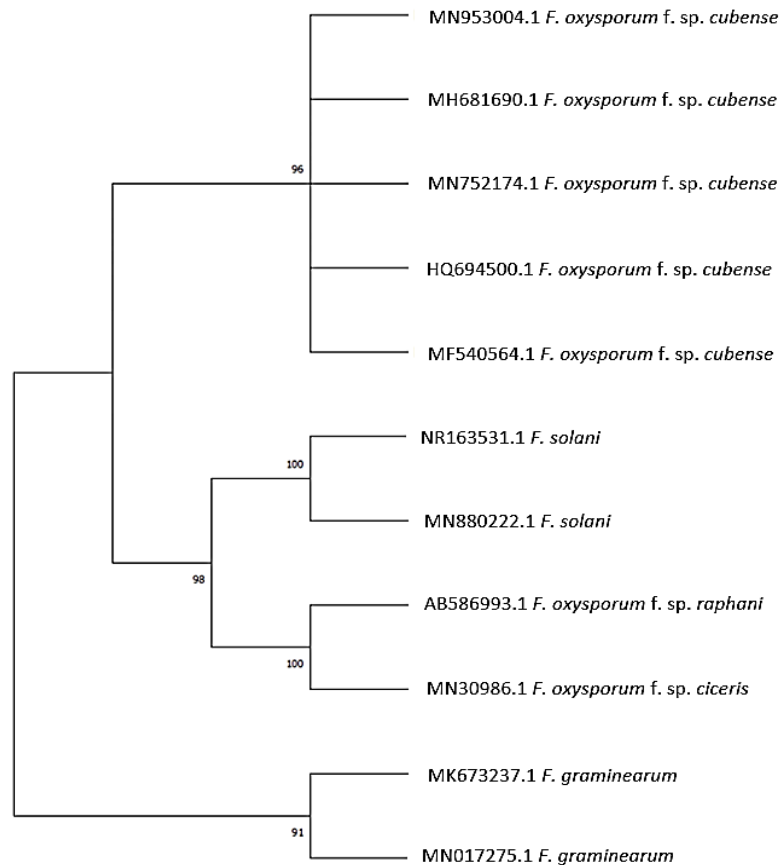 MN953004.1 F. oxysporum f. sp. cubense
MH681690.1 F. oxysporum f. sp. cubense
96
MN752174.1 F. oxysporum f. sp. cubense
HQ694500.1 F. oxysporum f. sp. cubense
MF540564.1 F. oxysporum f. sp. cubense
NR163531.1 F. solani
100
MN880222.1 F. solani
98
AB586993.1 F. oxysporum f. sp. raphani
100
MN30986.1 F. oxysporum f. sp. ciceris
MK673237.1 F. graminearum
91
MN017275.1 F. graminearum